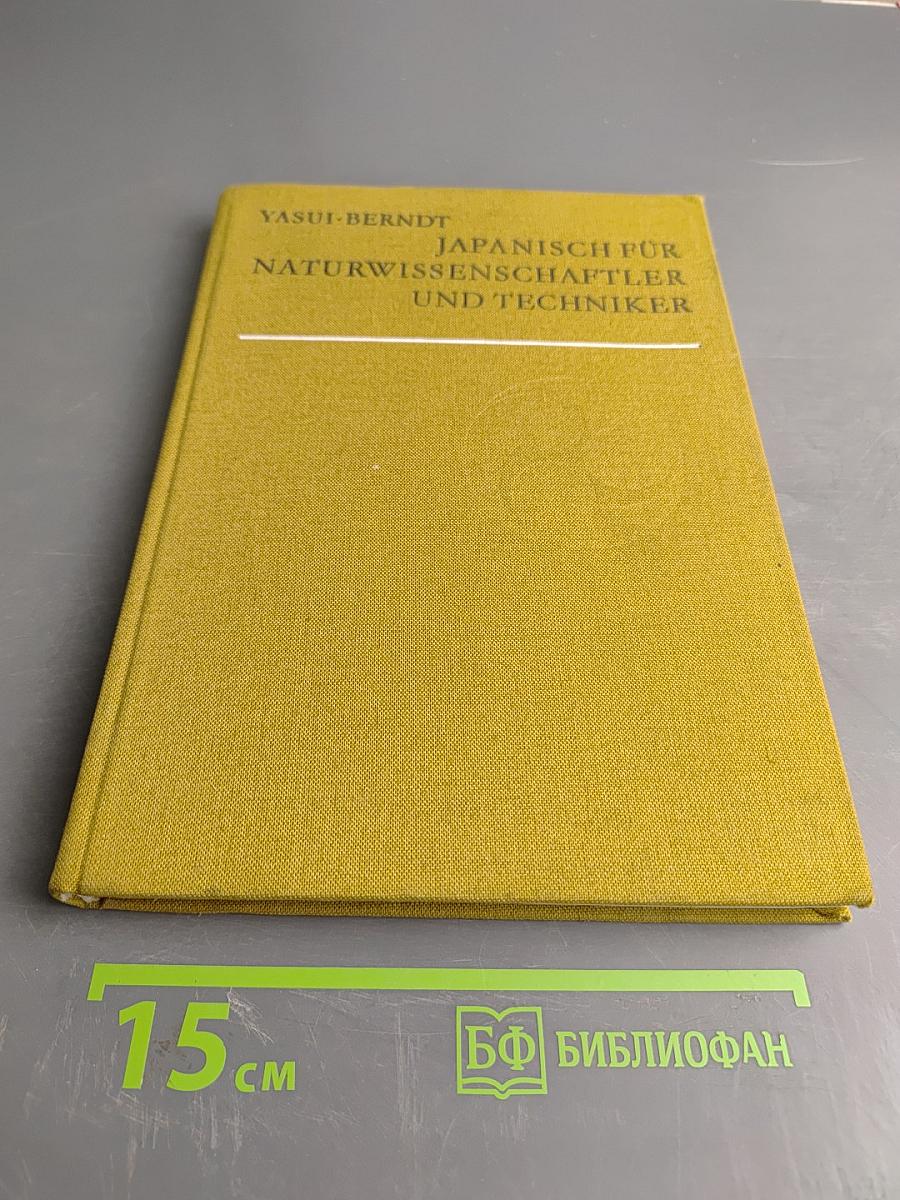 YASUI·BERNDT
JAPANISCH FÜR
NATURWISSENSCHAFTLER
UND TECHNIKER
15 см
БФ БИБЛИОФАН